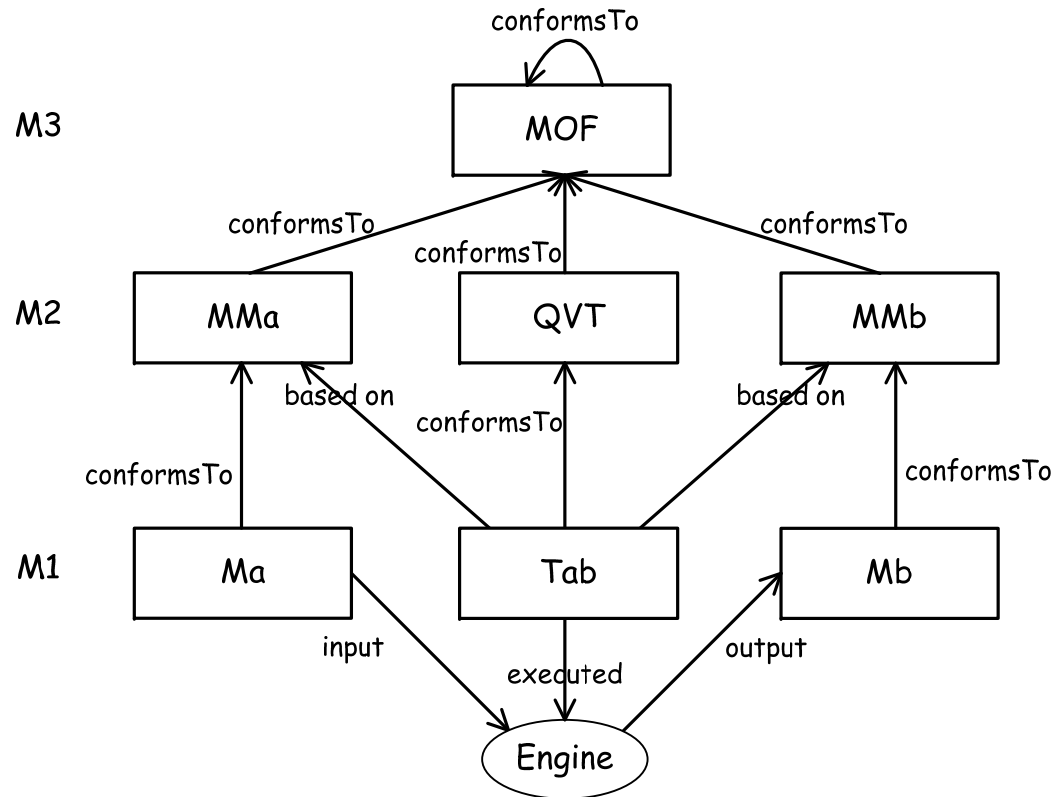 conformsTo
M3
MOF
conformsTo
conformsTo
conformsTo
M2
MMa
QVT
MMb
based on
based on
conformsTo
conformsTo
conformsTo
M1
Ma
Tab
Mb
input
output
executed
Engine